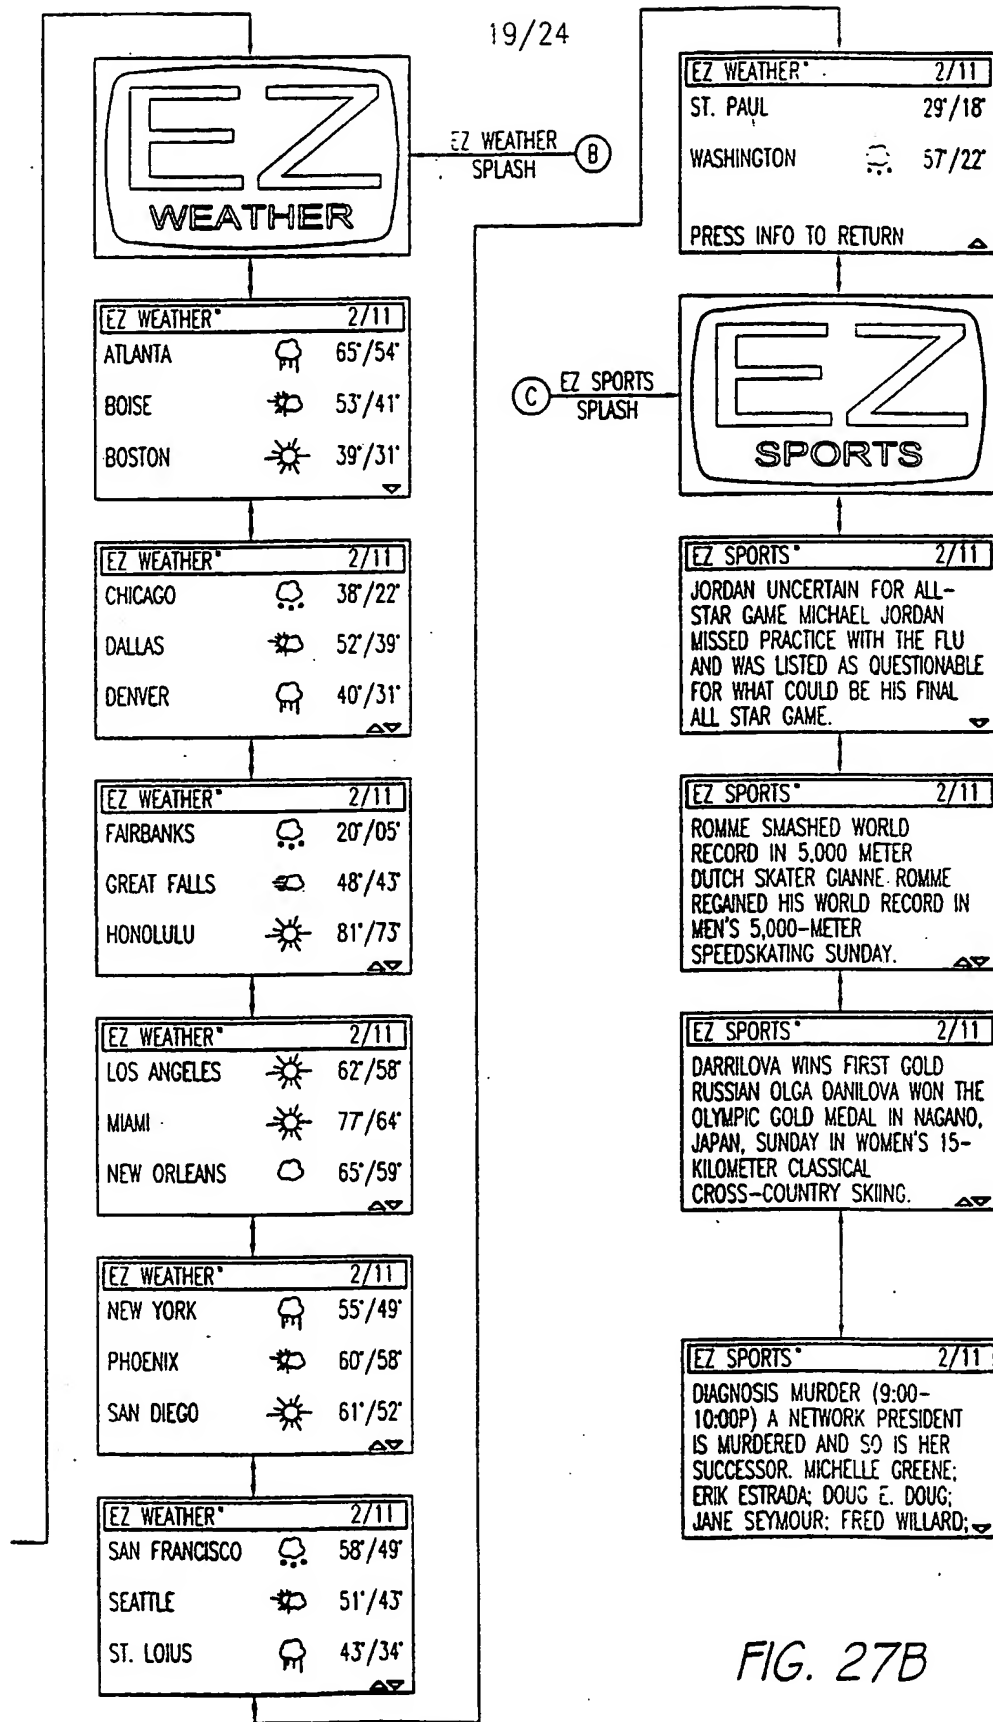 19/24
EZ
WEATHER
EZ WEATHER
SPLASH
B
EZ WEATHER° 2/11
ATLANTA 65°/54°
BOISE 53°/41°
BOSTON 39°/31°
EZ WEATHER° 2/11
CHICAGO 38°/22°
DALLAS 52°/39°
DENVER 40°/31°
EZ WEATHER° 2/11
FAIRBANKS 20°/05°
GREAT FALLS 48°/43°
HONOLULU 81°/73°
EZ WEATHER° 2/11
LOS ANGELES 62°/58°
MIAMI 77°/64°
NEW ORLEANS 65°/59°
EZ WEATHER° 2/11
NEW YORK 55°/49°
PHOENIX 60°/58°
SAN DIEGO 61°/52°
EZ WEATHER° 2/11
SAN FRANCISCO 58°/49°
SEATTLE 51°/43°
ST. LOIUS 43°/34°
EZ WEATHER° 2/11
ST. PAUL 29°/18°
WASHINGTON 57°/22°
PRESS INFO TO RETURN
C
EZ SPORTS
SPLASH
EZ
SPORTS
EZ SPORTS° 2/11
JORDAN UNCERTAIN FOR ALL-
STAR GAME MICHAEL JORDAN
MISSED PRACTICE WITH THE FLU
AND WAS LISTED AS QUESTIONABLE
FOR WHAT COULD BE HIS FINAL
ALL STAR GAME.
EZ SPORTS° 2/11
ROMME SMASHED WORLD
RECORD IN 5,000 METER
DUTCH SKATER GIANNE ROMME
REGAINED HIS WORLD RECORD IN
MEN'S 5,000-METER
SPEEDSKATING SUNDAY.
EZ SPORTS° 2/11
DARRILOVA WINS FIRST GOLD
RUSSIAN OLGA DANILOVA WON THE
OLYMPIC GOLD MEDAL IN NAGANO,
JAPAN, SUNDAY IN WOMEN'S 15-
KILOMETER CLASSICAL
CROSS-COUNTRY SKIING.
EZ SPORTS° 2/11
DIAGNOSIS MURDER (9:00-
10:00P) A NETWORK PRESIDENT
IS MURDERED AND SO IS HER
SUCCESSOR. MICHELLE GREENE;
ERIK ESTRADA; DOUG E. DOUG;
JANE SEYMOUR; FRED WILLARD;
FIG. 27B